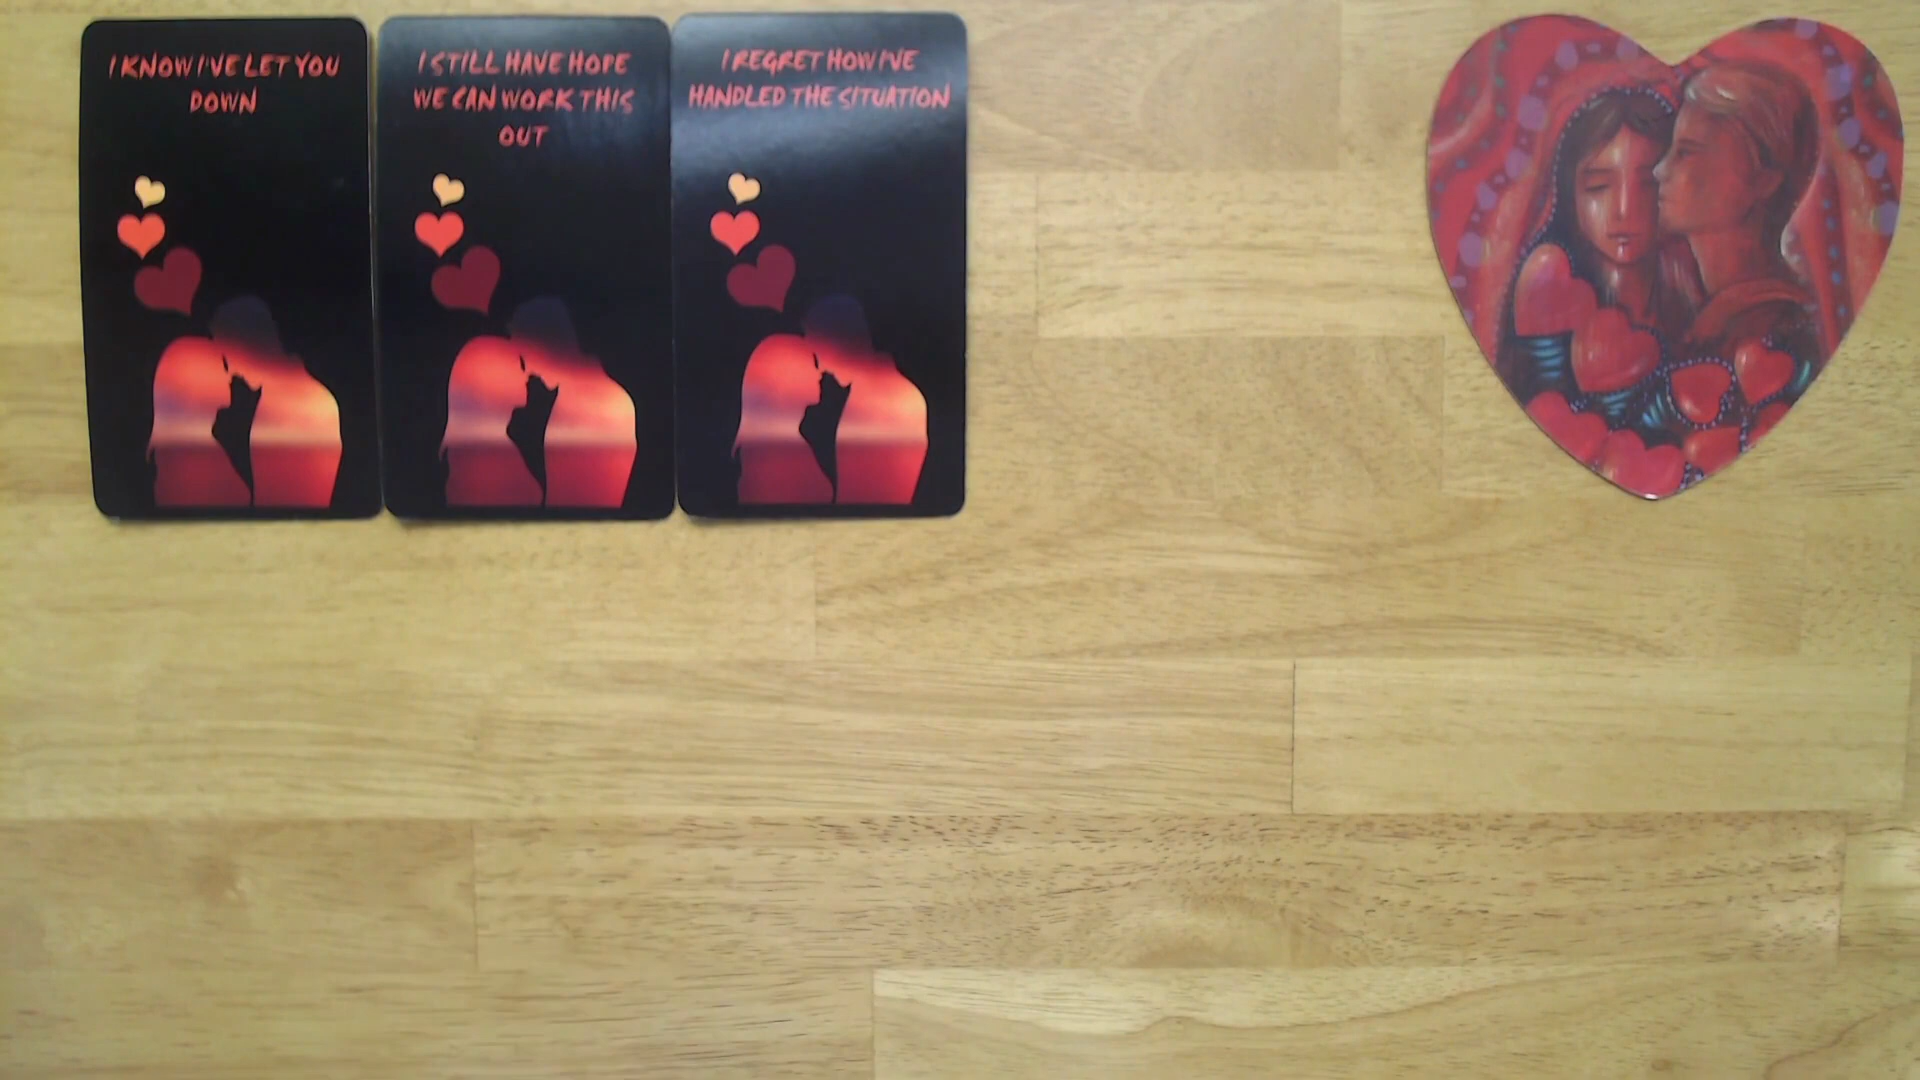 I KNOW I'VE LET YOU
DOWN
I STILL HAVE HOPE
WE CAN WORK THIS
OUT
I REGRET HOW I'VE
HANDLED THE SITUATION